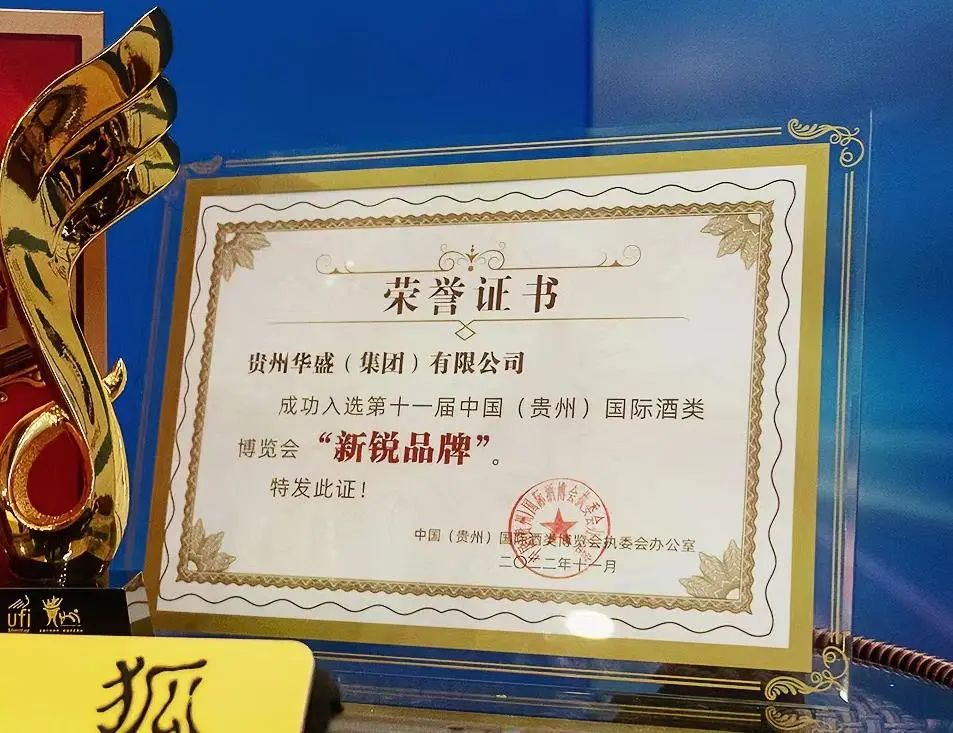 荣誉证书
贵州华盛（集团）有限公司
成功入选第十一届中国（贵州）国际酒类
博览会“新锐品牌”。
特发此证！
中国（贵州）国际酒类博览会执委会办公室
二〇二二年十一月
ufi
狐